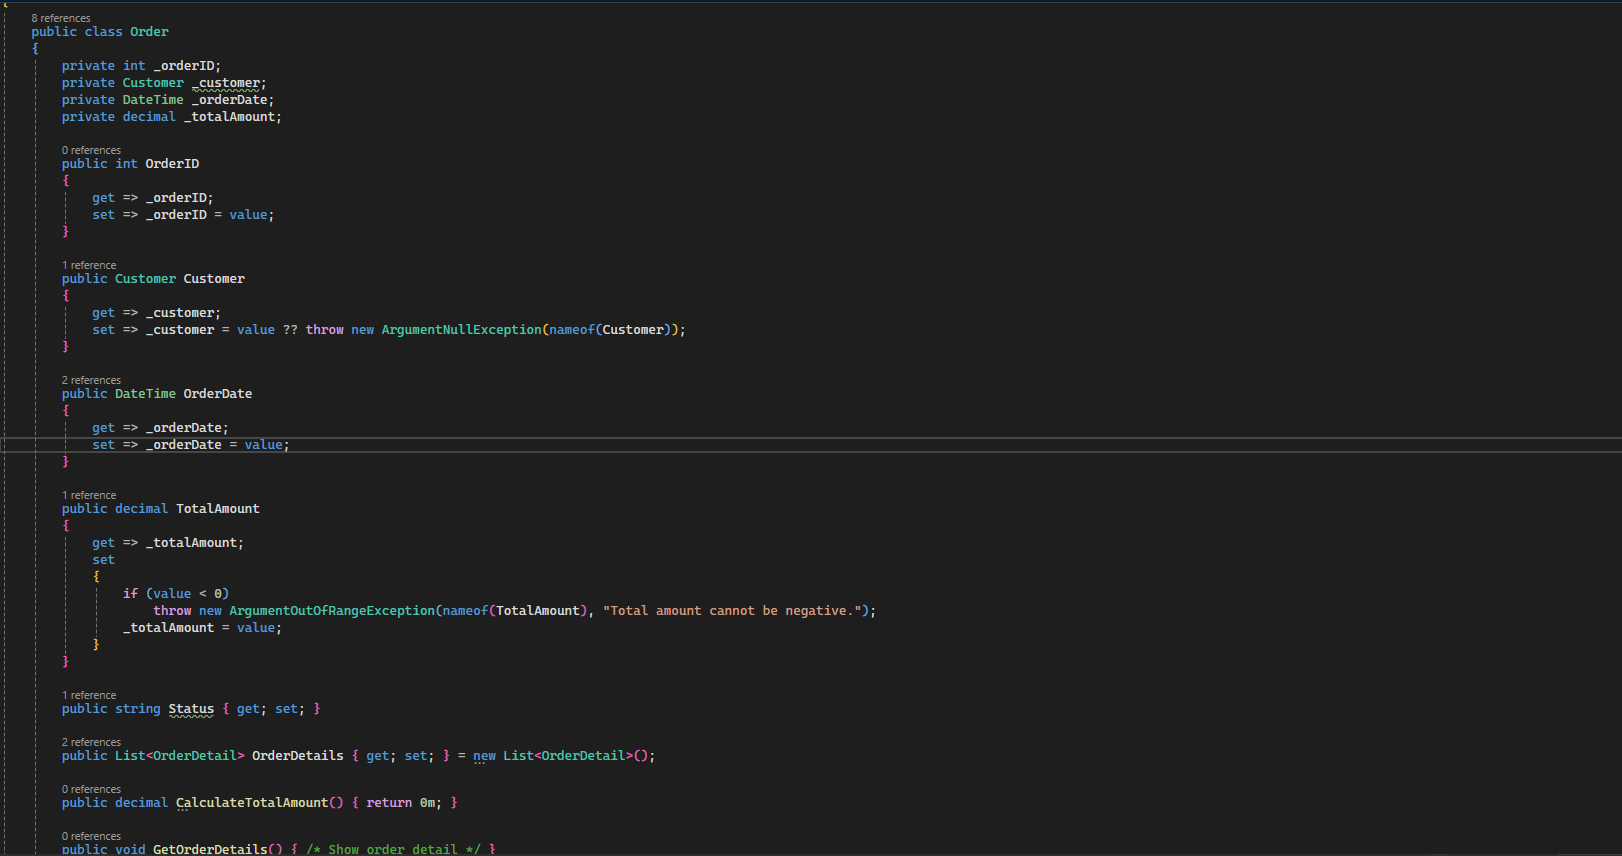 8 references
public class Order
{
private int _orderID;
private Customer _customer;
private DateTime _orderDate;
private decimal _totalAmount;
0 references
public int OrderID
{
get => _orderID;
set => _orderID = value;
}
1 reference
public Customer Customer
{
get => _customer;
set => _customer = value ?? throw new ArgumentNullException(nameof(Customer));
}
2 references
public DateTime OrderDate
{
get => _orderDate;
set => _orderDate = value;
}
1 reference
public decimal TotalAmount
{
get => _totalAmount;
set
{
if (value < 0)
throw new ArgumentOutOfRangeException(nameof(TotalAmount), "Total amount cannot be negative.");
_totalAmount = value;
}
}
1 reference
public string Status { get; set; }
2 references
public List<OrderDetail> OrderDetails { get; set; } = new List<OrderDetail>();
0 references
public decimal CalculateTotalAmount() { return 0m; }
0 references
public void GetOrderDetails() { /* Show order detail */ }